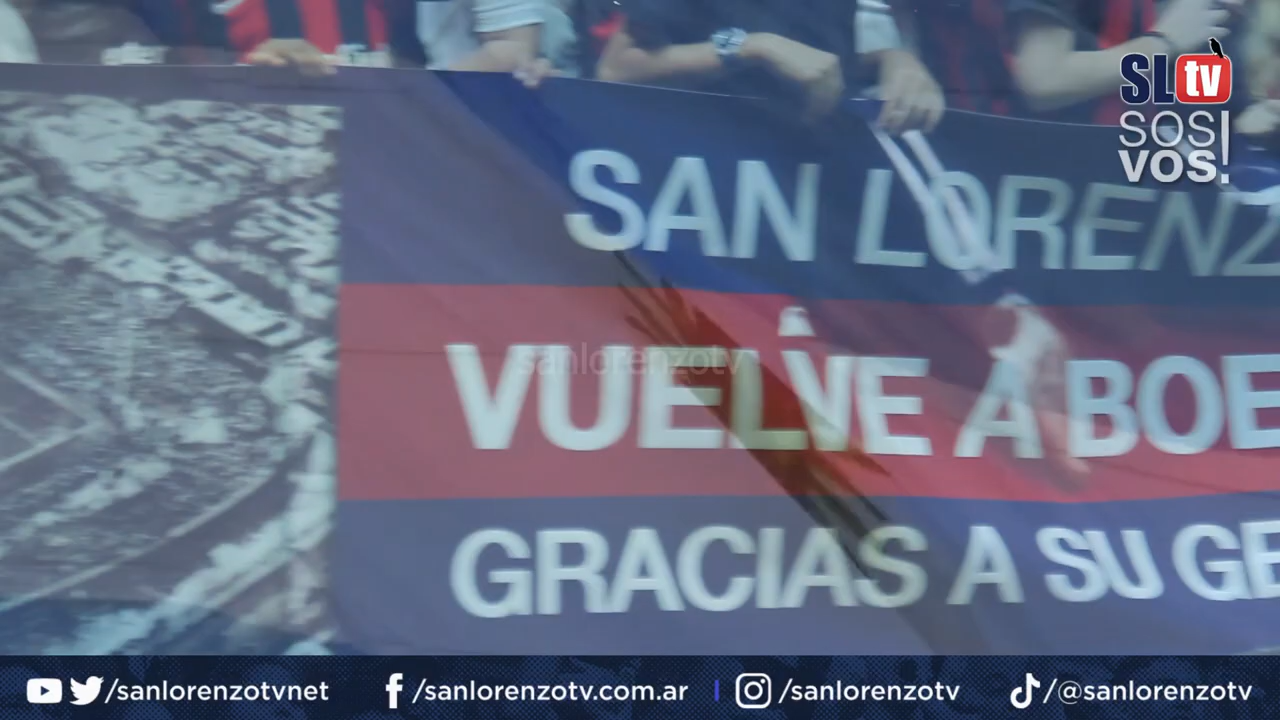 SL tv
SOS
VOS!
SAN LORENZ
sanlorenzotv
VUELVE A BOE
GRACIAS A SU GE
/sanlorenzotvnet /sanlorenzotv.com.ar /sanlorenzotv /@sanlorenzotv